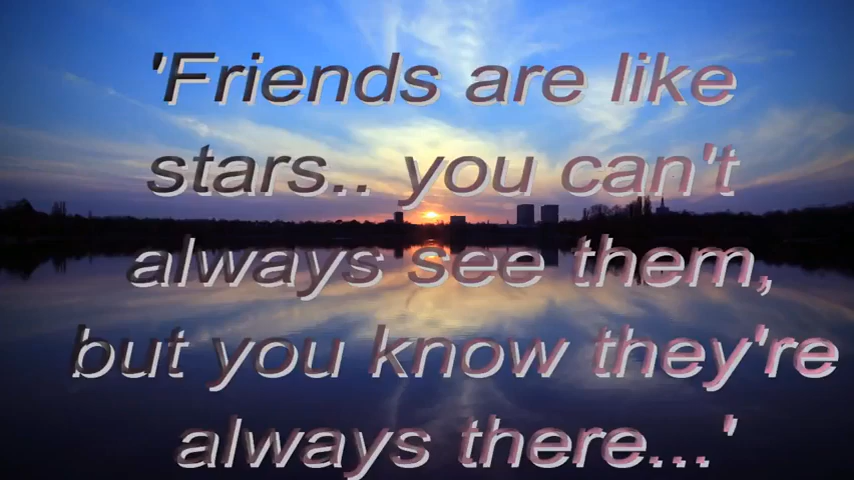 'Friends are like
stars.. you can't
always see them,
but you know they're
always there...'